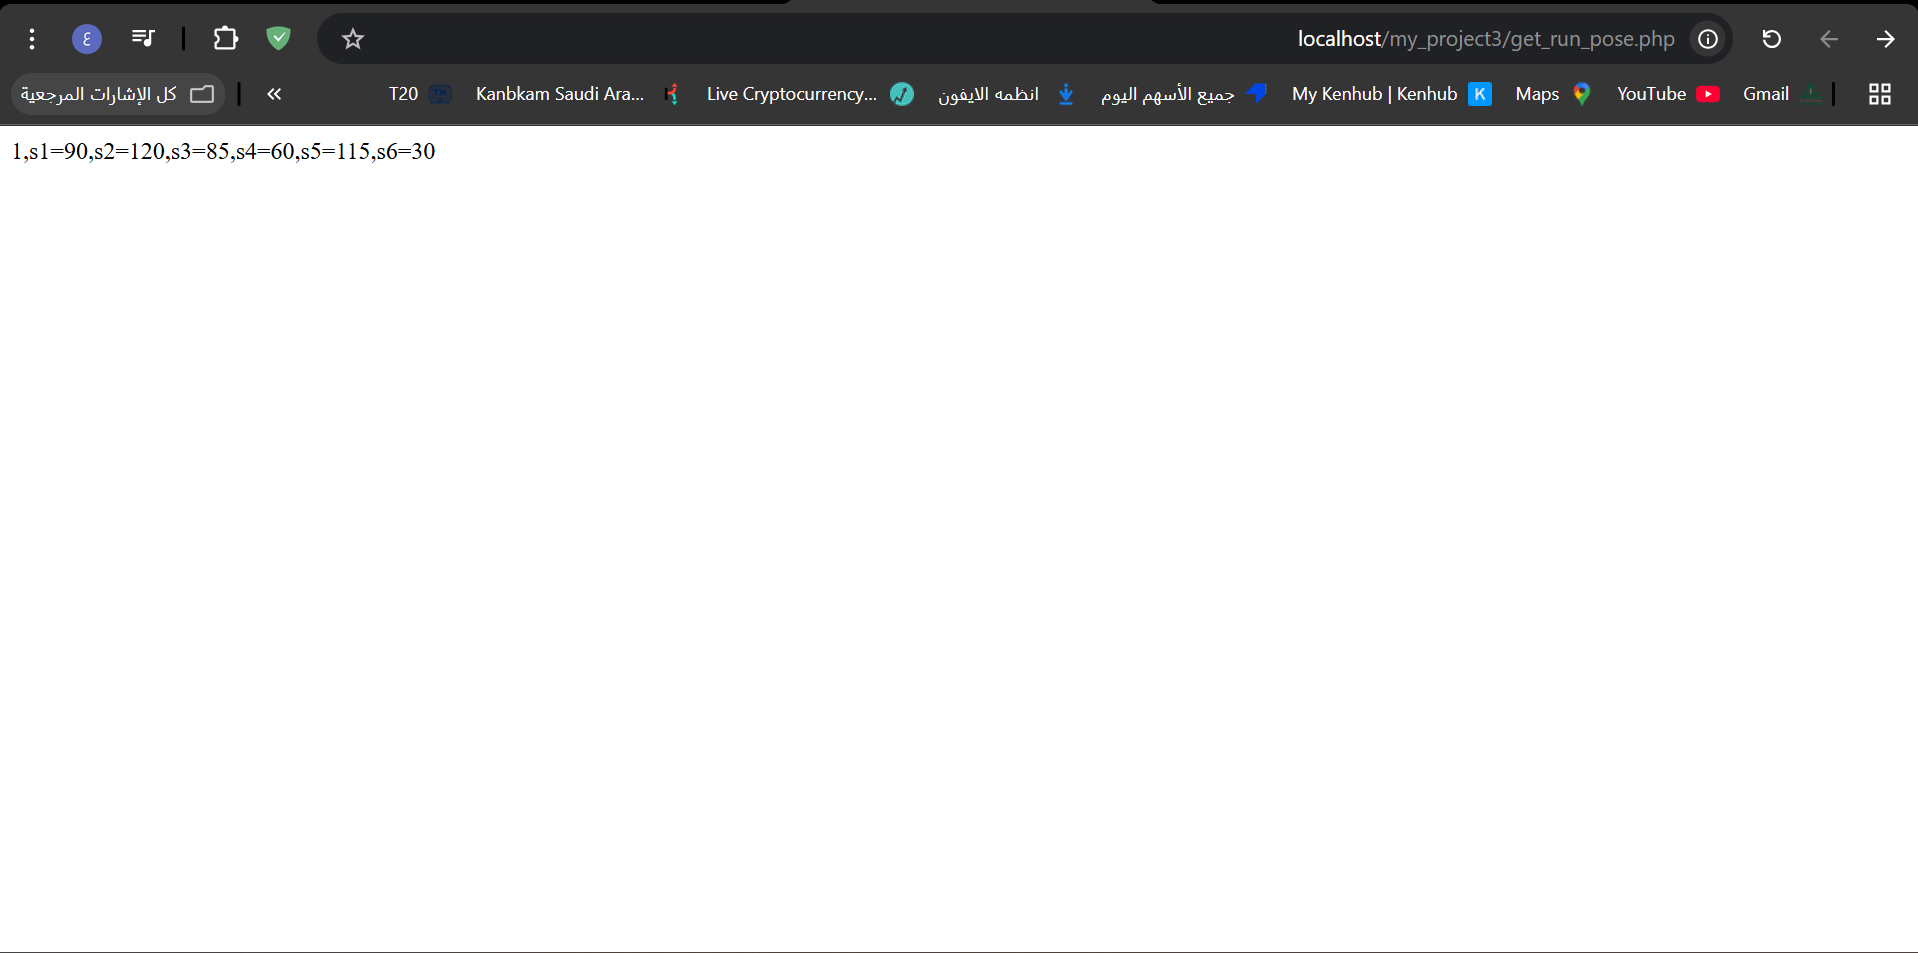 ع localhost/my_project3/get_run_pose.php
كل الإشارات المرجعية » T20 Kanbkam Saudi Ara... Live Cryptocurrency... انظمه الايفون جميع الأسهم اليوم My Kenhub | Kenhub Maps YouTube Gmail
1,s1=90,s2=120,s3=85,s4=60,s5=115,s6=30